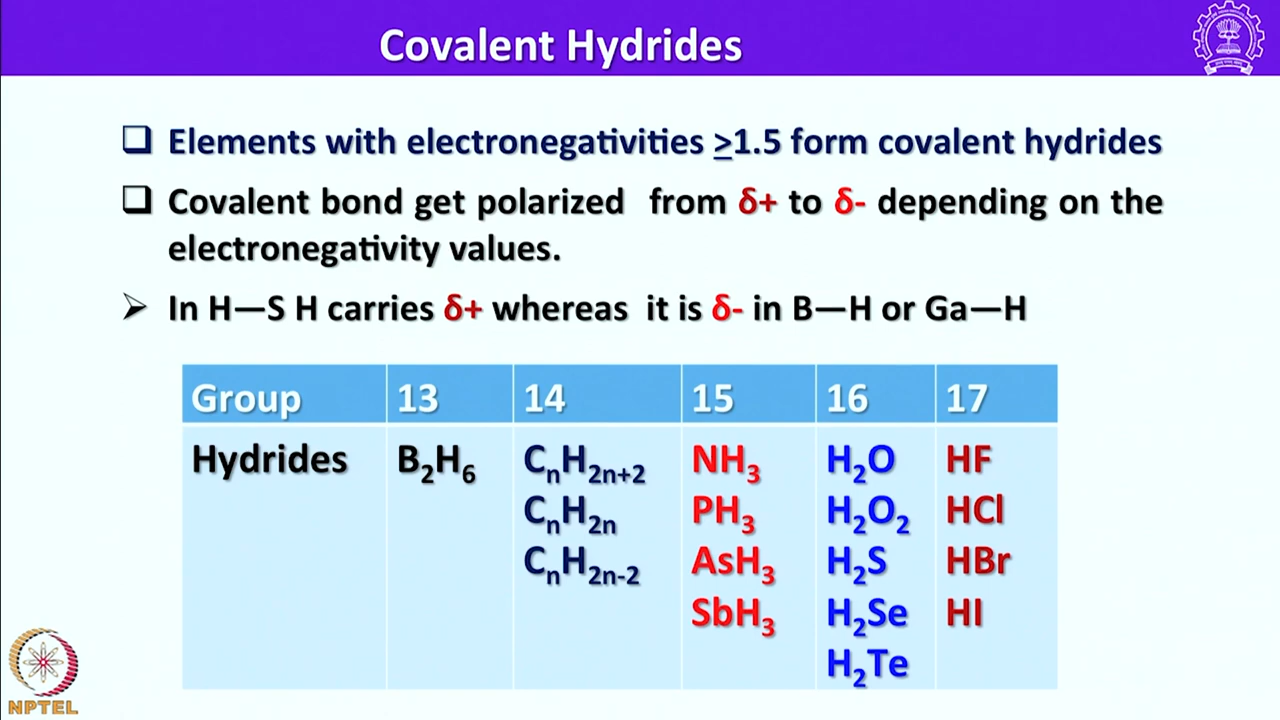 Covalent Hydrides
❑ Elements with electronegativities ≥1.5 form covalent hydrides
❑ Covalent bond get polarized from δ+ to δ- depending on the
electronegativity values.
➢ In H—S H carries δ+ whereas it is δ- in B—H or Ga—H
Group 13 14 15 16 17
Hydrides B₂H₆ CₙH₂ₙ₊₂ NH₃ H₂O HF
CₙH₂ₙ PH₃ H₂O₂ HCl
CₙH₂ₙ₋₂ AsH₃ H₂S HBr
SbH₃ H₂Se HI
H₂Te
NPTEL